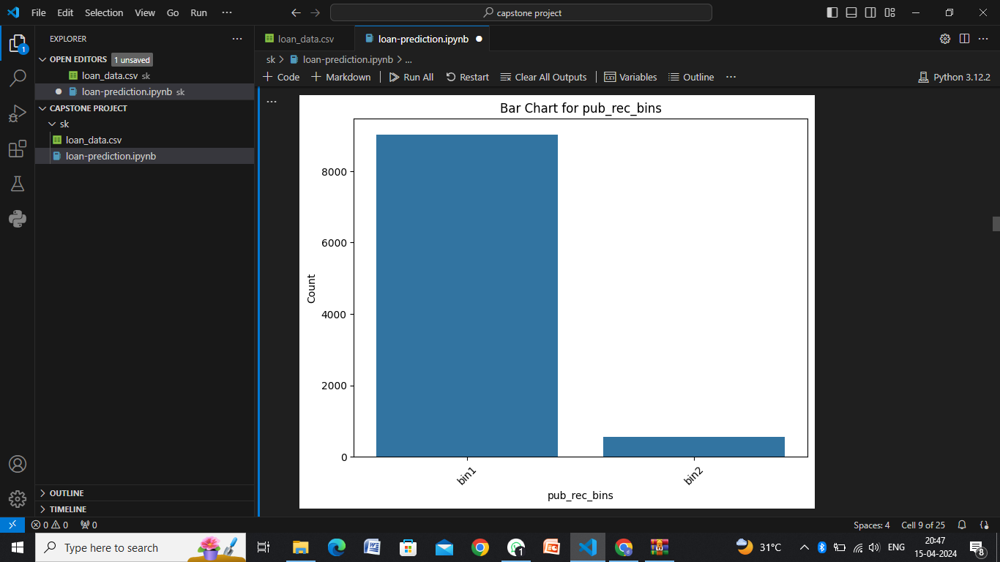 File Edit Selection View Go Run ···
capstone project
EXPLORER ···
OPEN EDITORS 1 unsaved
loan_data.csv sk
loan-prediction.ipynb sk
CAPSTONE PROJECT
sk
loan_data.csv
loan-prediction.ipynb
OUTLINE
TIMELINE
1
loan_data.csv loan-prediction.ipynb
sk > loan-prediction.ipynb > ...
+ Code + Markdown Run All Restart Clear All Outputs Variables Outline ··· Python 3.12.2
Bar Chart for pub_rec_bins
8000
6000
4000
2000
0
Count
bin1 bin2
pub_rec_bins
0 0 0 Spaces: 4 Cell 9 of 25
Type here to search
31°C ENG
20:47
15-04-2024
8